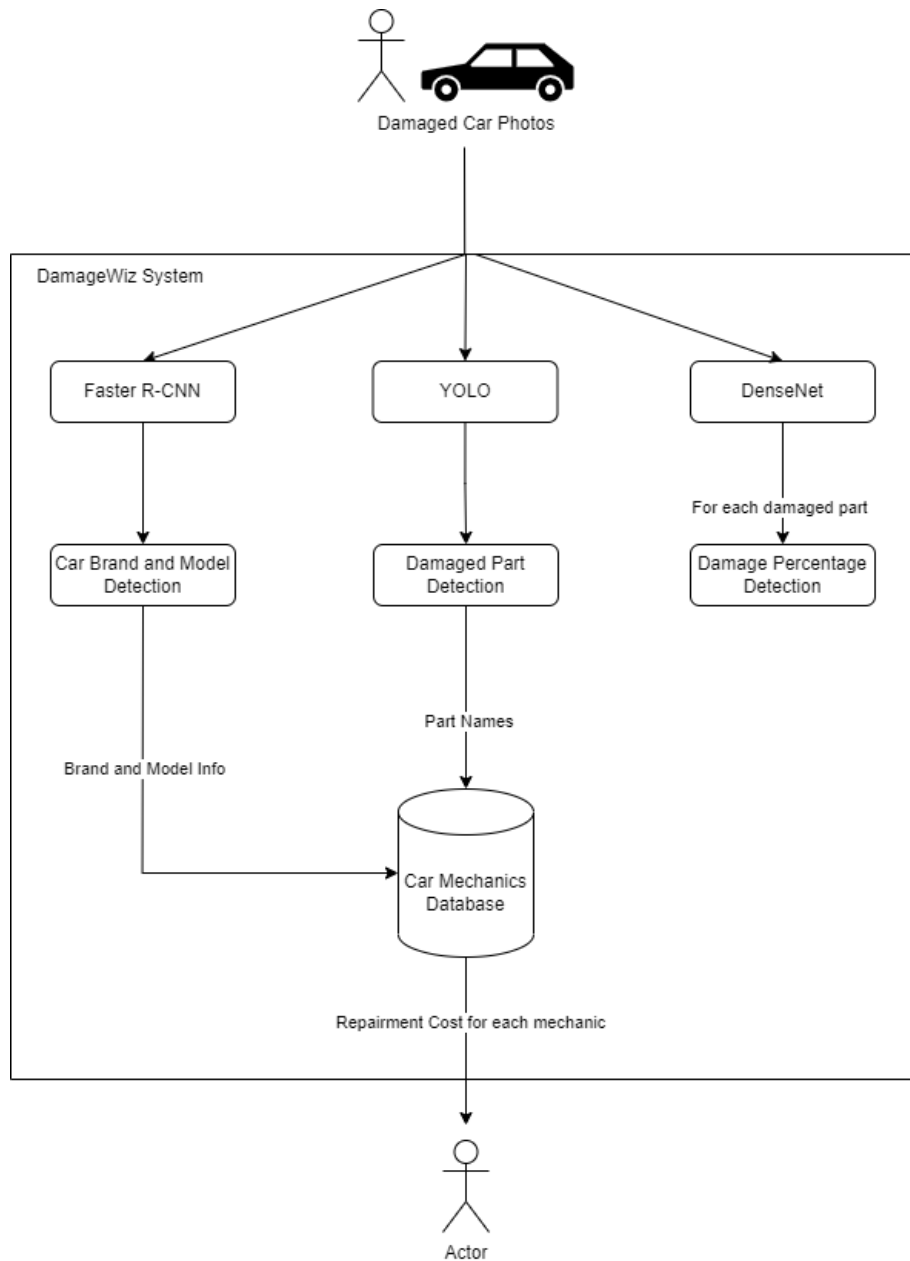 Damaged Car Photos
DamageWiz System
Faster R-CNN
YOLO
DenseNet
For each damaged part
Car Brand and Model
Detection
Damaged Part
Detection
Damage Percentage
Detection
Part Names
Brand and Model Info
Car Mechanics
Database
Repairment Cost for each mechanic
Actor